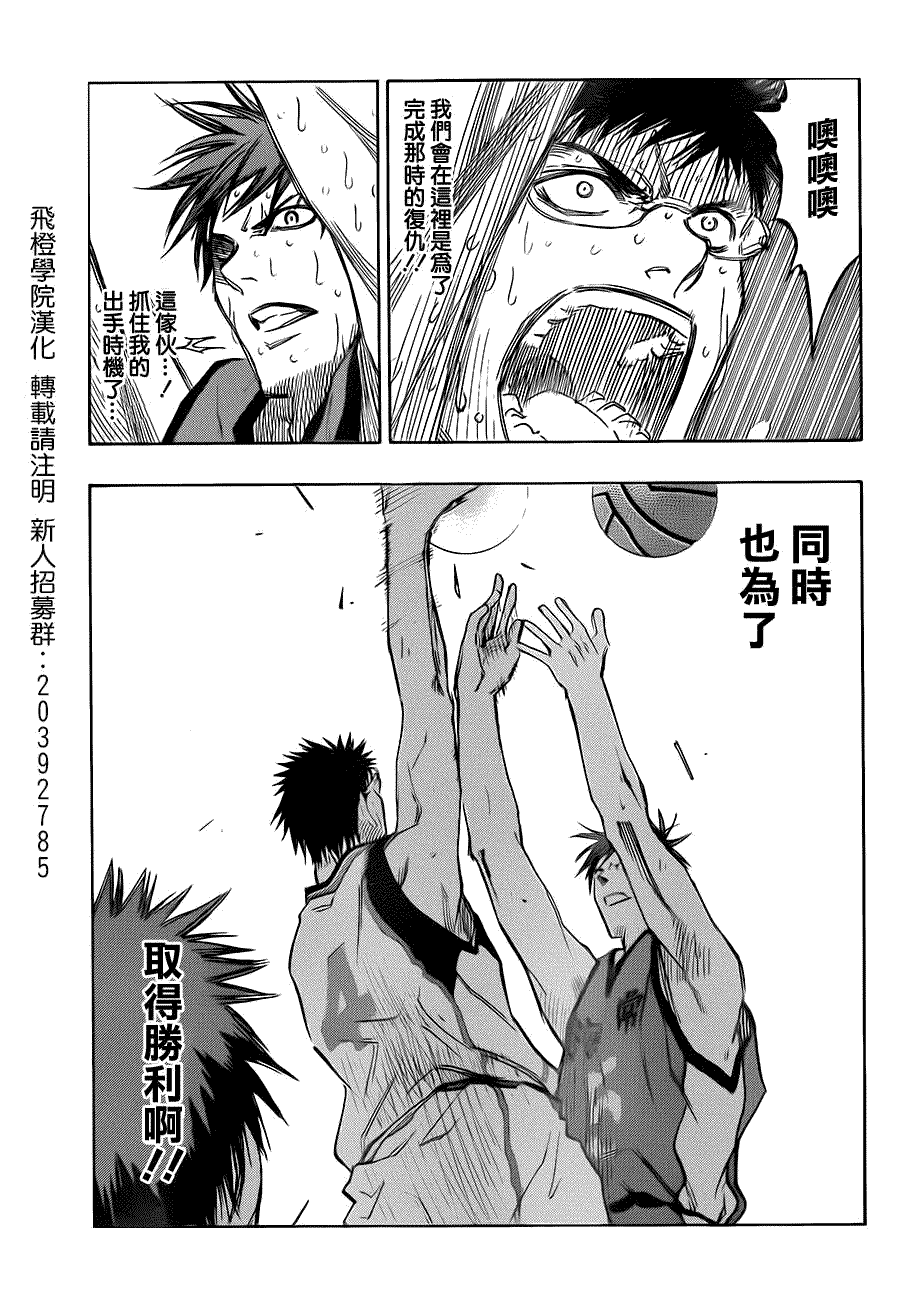 噢噢噢
我們會在這裡是為了
完成那時的復仇!!
這傢伙…!
抓住我的
出手時機了…
同時
也為了
4
取得勝利啊!!
飛橙學院漢化 轉載請注明 新人招募群:20392785